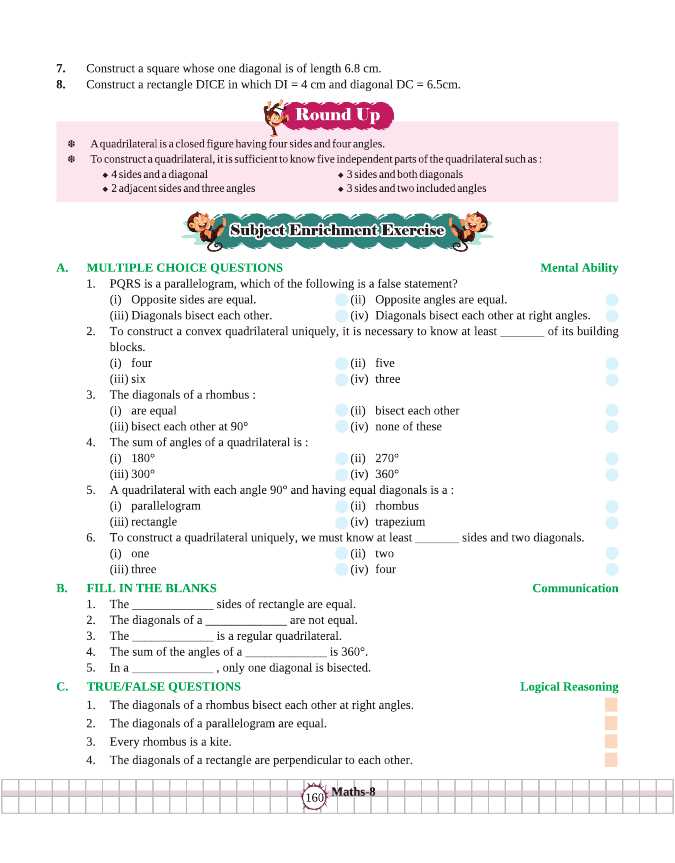 7. Construct a square whose one diagonal is of length 6.8 cm.
8. Construct a rectangle DICE in which DI = 4 cm and diagonal DC = 6.5cm.
Round Up
❄ A quadrilateral is a closed figure having four sides and four angles.
❄ To construct a quadrilateral, it is sufficient to know five independent parts of the quadrilateral such as :
◆ 4 sides and a diagonal ◆ 3 sides and both diagonals
◆ 2 adjacent sides and three angles ◆ 3 sides and two included angles
Subject Enrichment Exercise
A. MULTIPLE CHOICE QUESTIONS Mental Ability
1. PQRS is a parallelogram, which of the following is a false statement?
(i) Opposite sides are equal. (ii) Opposite angles are equal.
(iii) Diagonals bisect each other. (iv) Diagonals bisect each other at right angles.
2. To construct a convex quadrilateral uniquely, it is necessary to know at least _______ of its building
blocks.
(i) four (ii) five
(iii) six (iv) three
3. The diagonals of a rhombus :
(i) are equal (ii) bisect each other
(iii) bisect each other at 90° (iv) none of these
4. The sum of angles of a quadrilateral is :
(i) 180° (ii) 270°
(iii) 300° (iv) 360°
5. A quadrilateral with each angle 90° and having equal diagonals is a :
(i) parallelogram (ii) rhombus
(iii) rectangle (iv) trapezium
6. To construct a quadrilateral uniquely, we must know at least _______ sides and two diagonals.
(i) one (ii) two
(iii) three (iv) four
B. FILL IN THE BLANKS Communication
1. The _____________ sides of rectangle are equal.
2. The diagonals of a _____________ are not equal.
3. The _____________ is a regular quadrilateral.
4. The sum of the angles of a _____________ is 360°.
5. In a _____________ , only one diagonal is bisected.
C. TRUE/FALSE QUESTIONS Logical Reasoning
1. The diagonals of a rhombus bisect each other at right angles.
2. The diagonals of a parallelogram are equal.
3. Every rhombus is a kite.
4. The diagonals of a rectangle are perpendicular to each other.
160 Maths-8